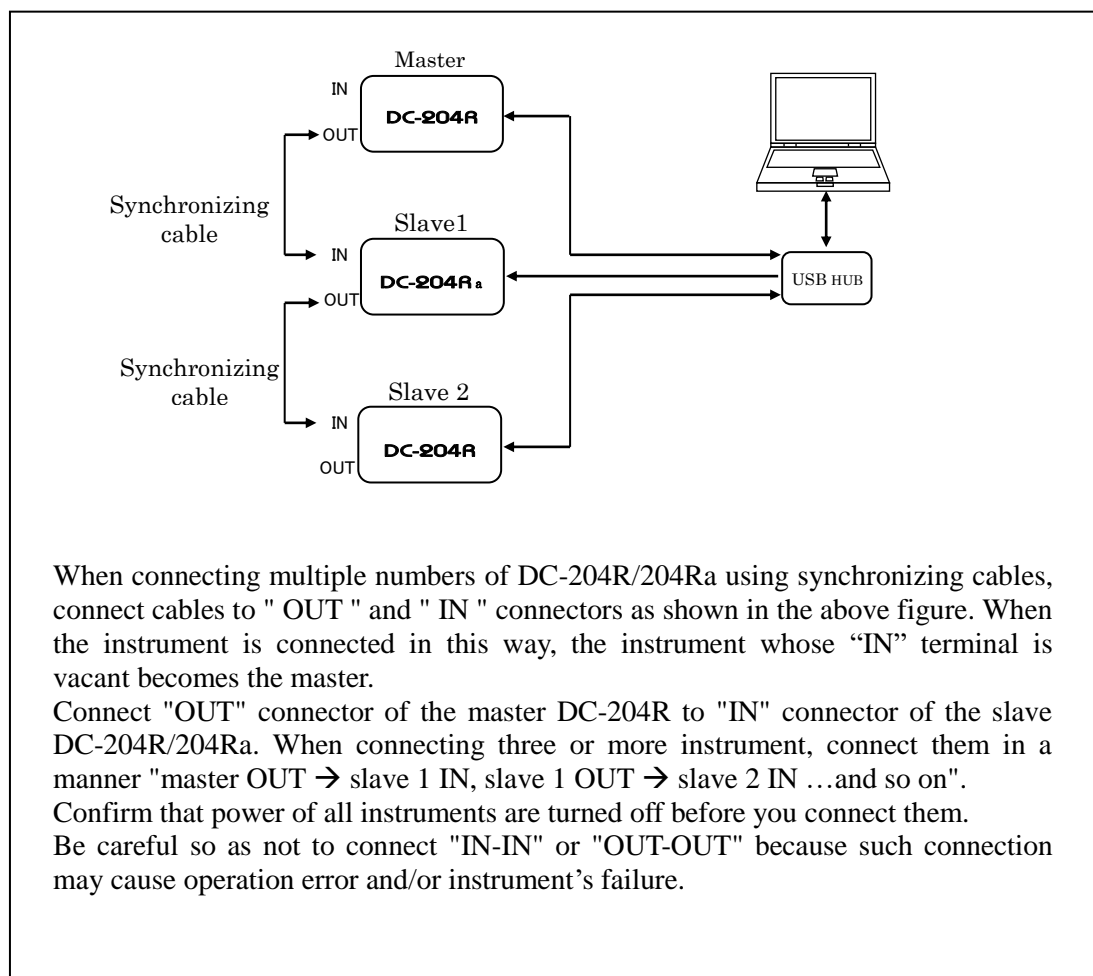 Master
IN
DC-204R
OUT
Synchronizing
cable
Slave1
IN
DC-204Ra
OUT
USB HUB
Synchronizing
cable
Slave 2
IN
DC-204R
OUT
When connecting multiple numbers of DC-204R/204Ra using synchronizing cables,
connect cables to " OUT " and " IN " connectors as shown in the above figure. When
the instrument is connected in this way, the instrument whose “IN” terminal is
vacant becomes the master.
Connect "OUT" connector of the master DC-204R to "IN" connector of the slave
DC-204R/204Ra. When connecting three or more instrument, connect them in a
manner "master OUT → slave 1 IN, slave 1 OUT → slave 2 IN …and so on".
Confirm that power of all instruments are turned off before you connect them.
Be careful so as not to connect "IN-IN" or "OUT-OUT" because such connection
may cause operation error and/or instrument’s failure.